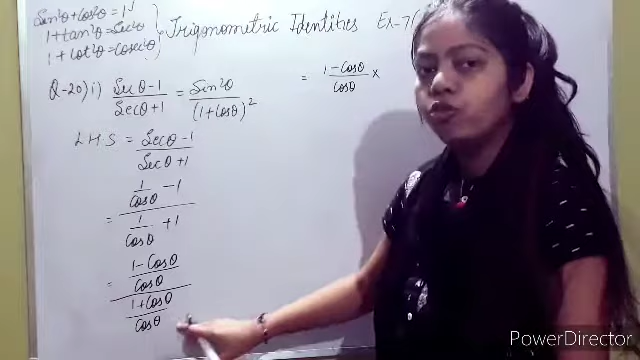 Sin²θ + Cos²θ = 1
1 + tan²θ = Sec²θ
1 + Cot²θ = Cosec²θ
Trigonometric Identities Ex-7(
Q-20) i) Secθ - 1 / Secθ + 1 = Sin²θ / (1 + Cosθ)²
L.H.S = Secθ - 1 / Secθ + 1
= 1/Cosθ - 1 / 1/Cosθ + 1
= 1 - Cosθ / Cosθ / 1 + Cosθ / Cosθ
= 1 - Cosθ / Cosθ ×
PowerDirector